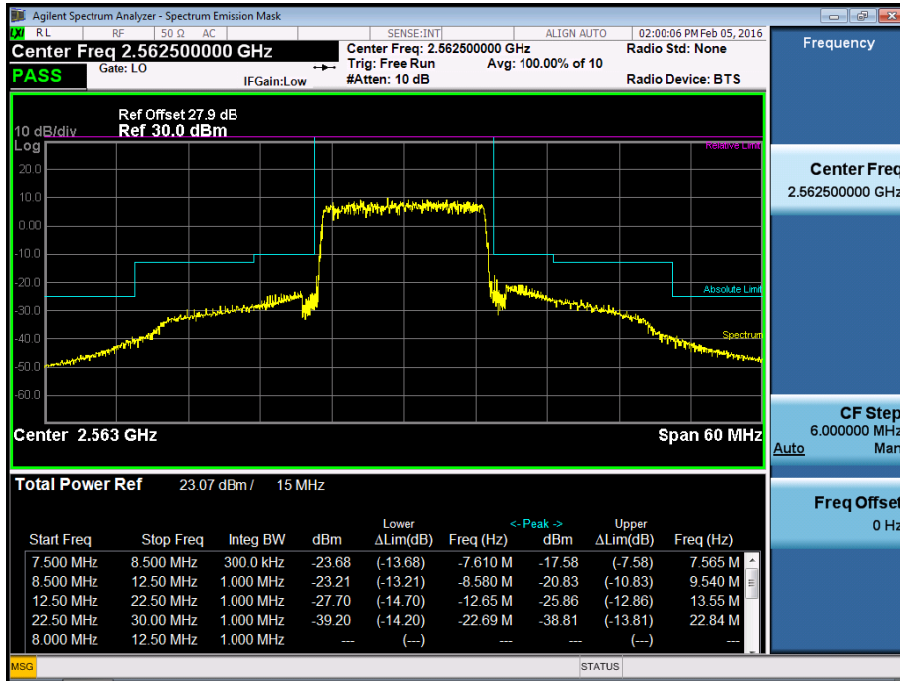 Agilent Spectrum Analyzer - Spectrum Emission Mask
LXI RL RF 50 Ω AC SENSE:INT ALIGN AUTO 02:00:06 PM Feb 05, 2016
Center Freq 2.562500000 GHz
Center Freq: 2.562500000 GHz
Radio Std: None
Gate: LO
Trig: Free Run
Avg: 100.00% of 10
PASS
IFGain:Low
#Atten: 10 dB
Radio Device: BTS
Ref Offset 27.9 dB
10 dB/div
Ref 30.0 dBm
Log
Relative Limit
20.0
10.0
0.00
-10.0
-20.0
Absolute Limit
-30.0
-40.0
Spectrum
-50.0
-60.0
Center 2.563 GHz
Span 60 MHz
Total Power Ref 23.07 dBm / 15 MHz
Lower <- Peak -> Upper
Start Freq Stop Freq Integ BW dBm ΔLim(dB) Freq (Hz) dBm ΔLim(dB) Freq (Hz)
7.500 MHz 8.500 MHz 300.0 kHz -23.68 (-13.68) -7.610 M -17.58 (-7.58) 7.565 M
8.500 MHz 12.50 MHz 1.000 MHz -23.21 (-13.21) -8.580 M -20.83 (-10.83) 9.540 M
12.50 MHz 22.50 MHz 1.000 MHz -27.70 (-14.70) -12.65 M -25.86 (-12.86) 13.55 M
22.50 MHz 30.00 MHz 1.000 MHz -39.20 (-14.20) -22.69 M -38.81 (-13.81) 22.84 M
8.000 MHz 12.50 MHz 1.000 MHz --- (---) --- --- (---) ---
MSG STATUS
Frequency
Center Freq
2.562500000 GHz
CF Step
6.000000 MHz
Auto Man
Freq Offset
0 Hz